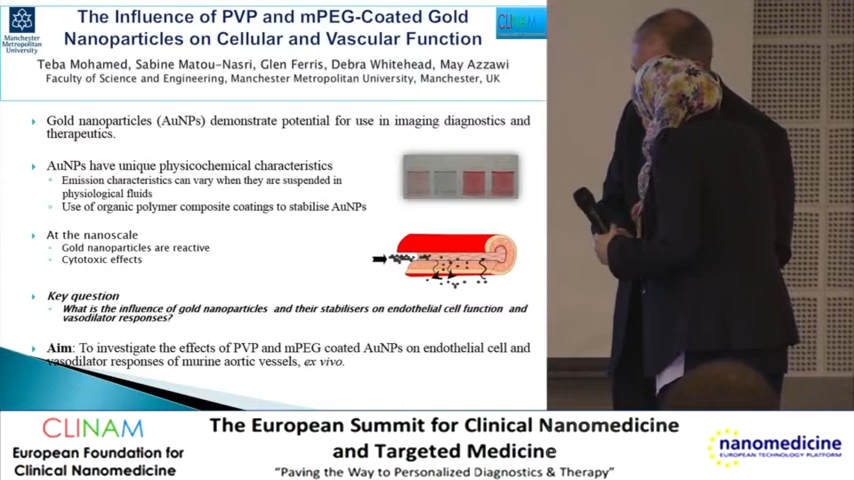 Manchester
Metropolitan
University
The Influence of PVP and mPEG-Coated Gold
Nanoparticles on Cellular and Vascular Function
CLINAM
Teba Mohamed, Sabine Matou-Nasri, Glen Ferris, Debra Whitehead, May Azzawi
Faculty of Science and Engineering, Manchester Metropolitan University, Manchester, UK
Gold nanoparticles (AuNPs) demonstrate potential for use in imaging diagnostics and
therapeutics.
AuNPs have unique physicochemical characteristics
Emission characteristics can vary when they are suspended in
physiological fluids
Use of organic polymer composite coatings to stabilise AuNPs
At the nanoscale
Gold nanoparticles are reactive
Cytotoxic effects
Key question
What is the influence of gold nanoparticles and their stabilisers on endothelial cell function and
vasodilator responses?
Aim: To investigate the effects of PVP and mPEG coated AuNPs on endothelial cell and
vasodilator responses of murine aortic vessels, ex vivo.
CLINAM
European Foundation for
Clinical Nanomedicine
The European Summit for Clinical Nanomedicine
and Targeted Medicine
"Paving the Way to Personalized Diagnostics & Therapy"
nanomedicine
EUROPEAN TECHNOLOGY PLATFORM